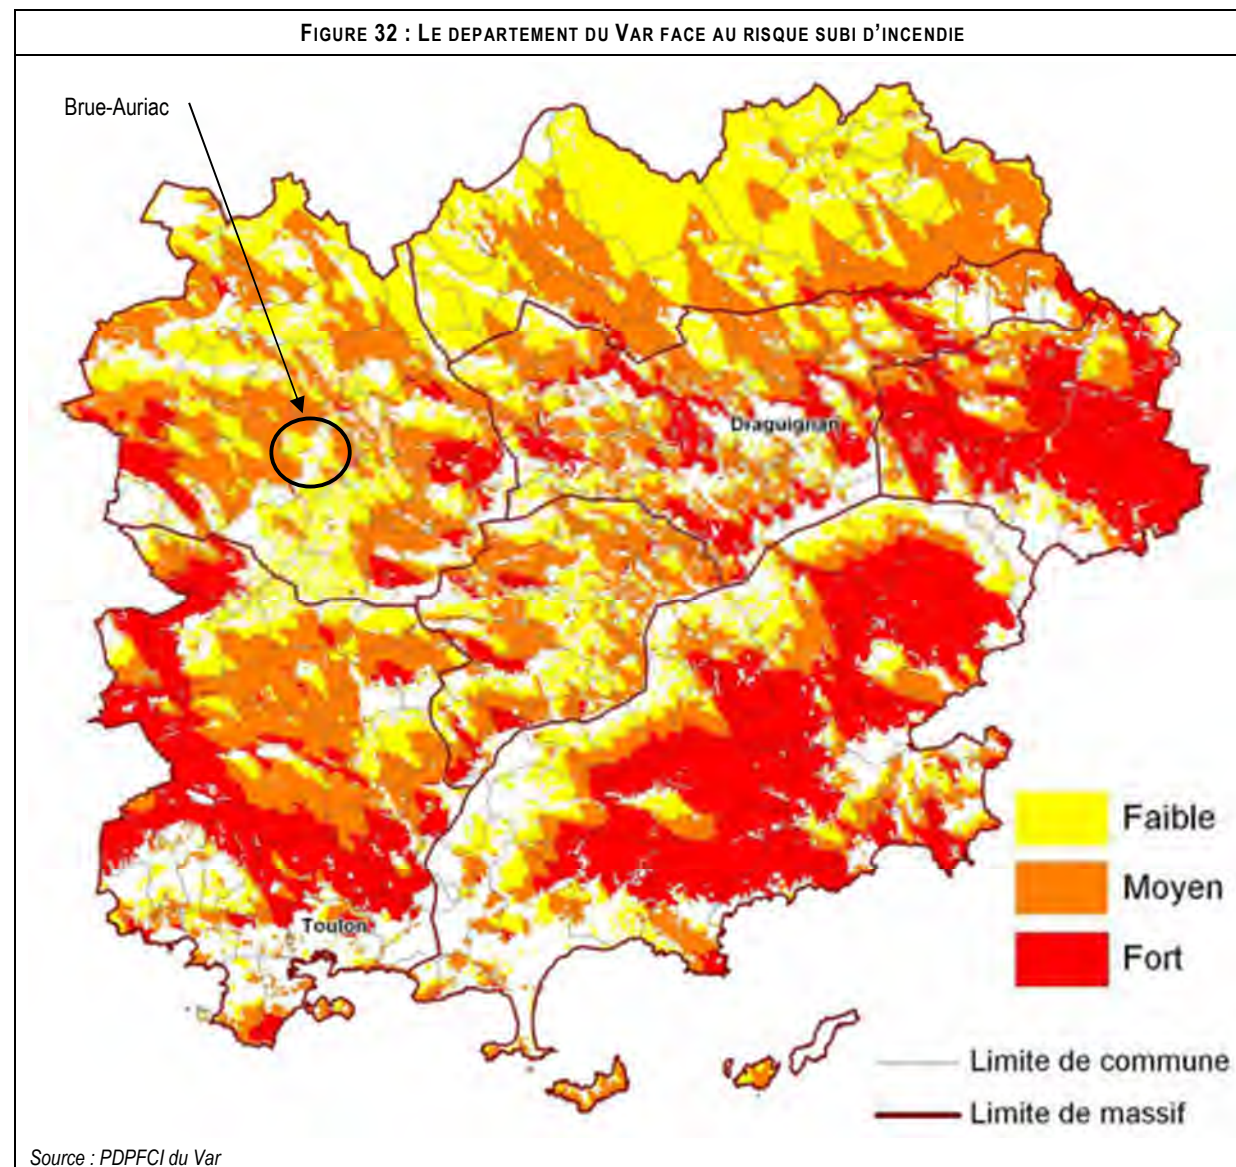 FIGURE 32 : LE DEPARTEMENT DU VAR FACE AU RISQUE SUBI D'INCENDIE
Brue-Auriac
Draguignan
Toulon
Faible
Moyen
Fort
Limite de commune
Limite de massif
Source : PDPFCI du Var